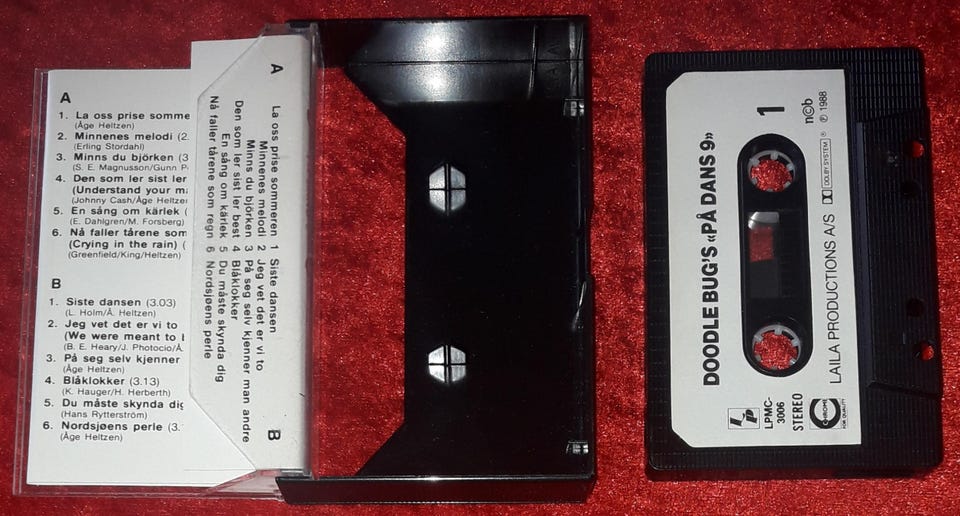 A
1. La oss prise somme
(Åge Heltzen)
2. Minnenes melodi (2.
(Erling Stordahl)
3. Minns du björken (3
(S. E. Magnusson/Gunn P
4. Den som ler sist ler
(Understand your m
(Johnny Cash/Åge Heltze
5. En sång om kärlek (
(E. Dahlgren/M. Forsberg)
6. Nå faller tårene som
(Crying in the rain) (
(Greenfield/King/Heltzen)
B
1. Siste dansen (3.03)
(L. Holm/Å. Heltzen)
2. Jeg vet det er vi to
(We were meant to b
(B. E. Heary/J. Photocio/Å.
3. På seg selv kjenner
(Åge Heltzen)
4. Blåklokker (3.13)
(K. Hauger/H. Herberth)
5. Du måste skynda dig
(Hans Rytterström)
6. Nordsjøens perle (3.
(Åge Heltzen)
A B
La oss prise sommeren 1 Siste dansen
Minnenes melodi 2 Jeg vet det er vi to
Minns du björken 3 På seg selv kjenner man andre
Den som ler sist ler best 4 Blåklokker
En sång om kärlek 5 Du måste skynda dig
Nå faller tårene som regn 6 Nordsjøens perle
DOODLE BUG'S «PÅ DANS 9»
1
LP
LPMC-
3006
STEREO
CHROME
FOR QUALITY
LAILA PRODUCTIONS A/S DOLBY SYSTEM ℗ 1988
n©b